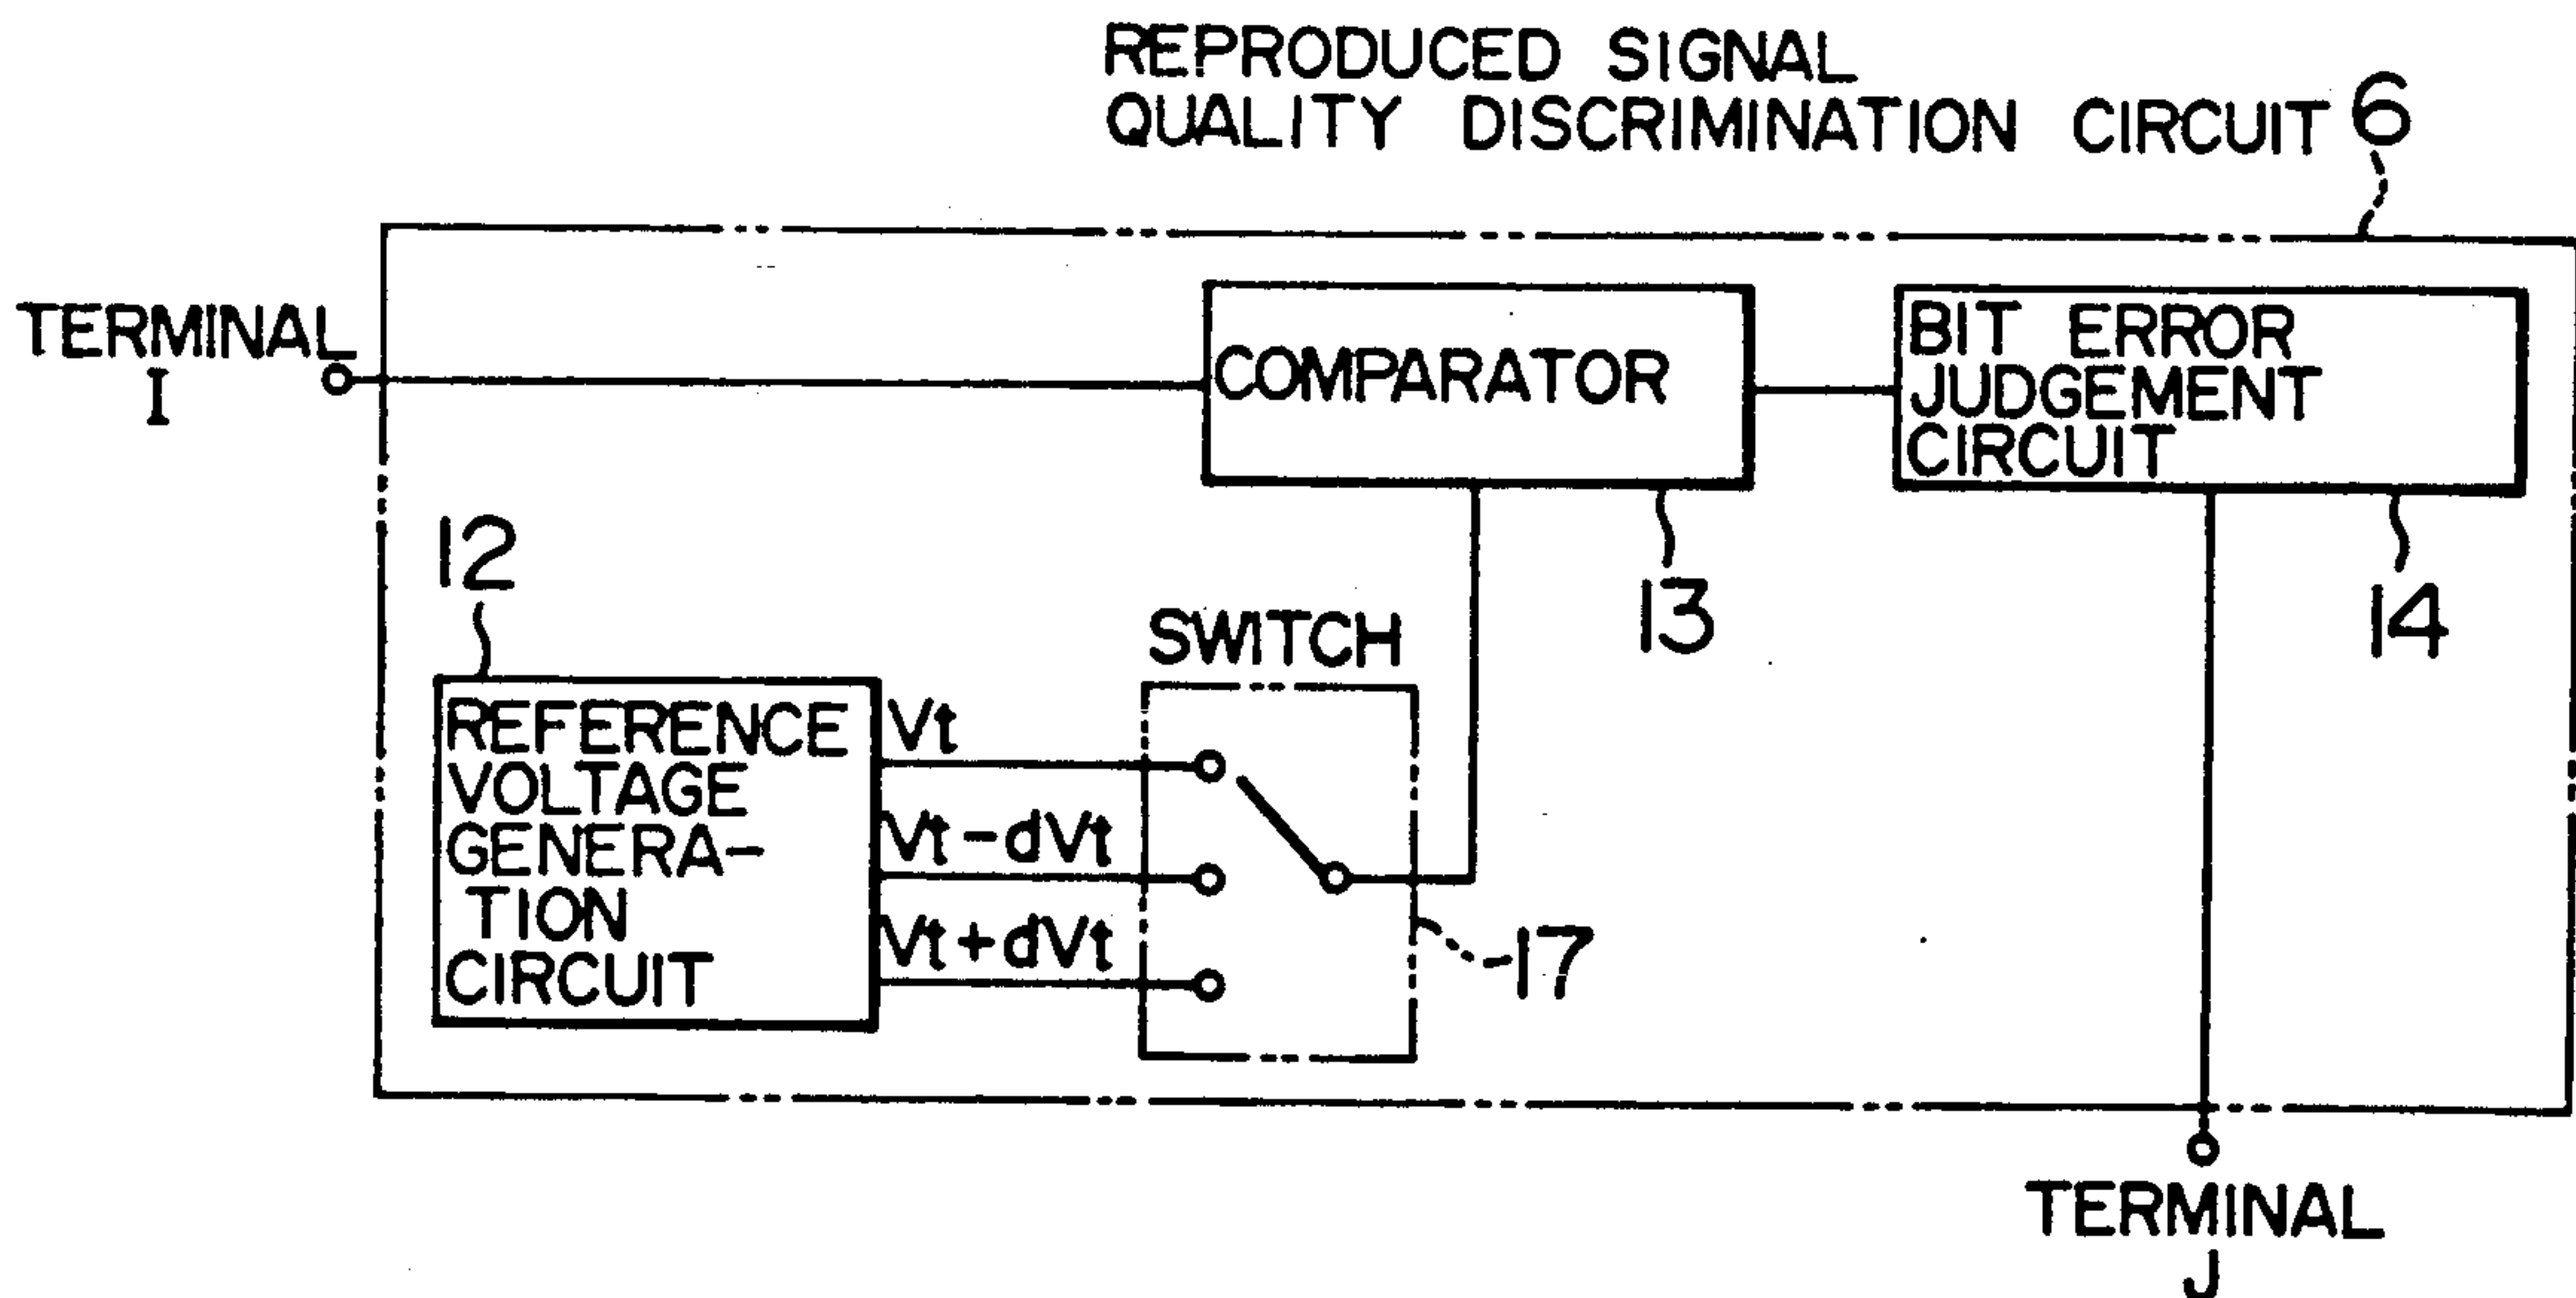 REPRODUCED SIGNAL
QUALITY DISCRIMINATION CIRCUIT 6
TERMINAL
I
COMPARATOR
BIT ERROR
JUDGEMENT
CIRCUIT
12
13
14
SWITCH
REFERENCE
VOLTAGE
GENERA-
TION
CIRCUIT
Vt
Vt-dVt
Vt+dVt
17
TERMINAL
J